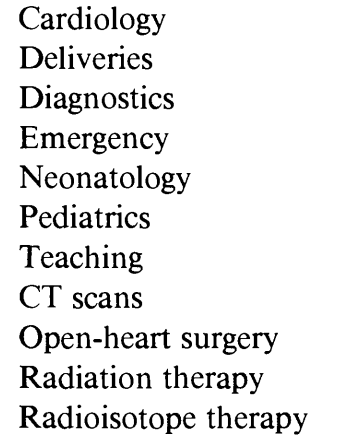 Cardiology
Deliveries
Diagnostics
Emergency
Neonatology
Pediatrics
Teaching
CT scans
Open-heart surgery
Radiation therapy
Radioisotope therapy